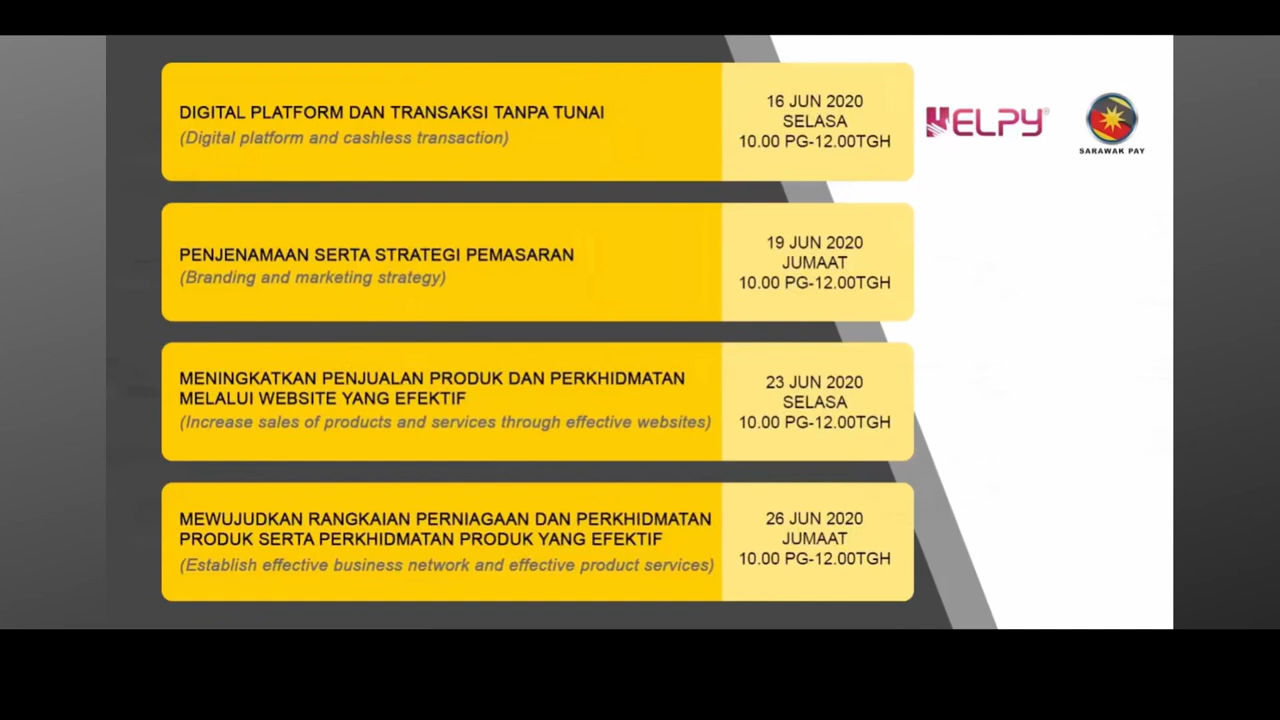 DIGITAL PLATFORM DAN TRANSAKSI TANPA TUNAI
(Digital platform and cashless transaction)
16 JUN 2020
SELASA
10.00 PG-12.00TGH
HELPY®
SARAWAK PAY
PENJENAMAAN SERTA STRATEGI PEMASARAN
(Branding and marketing strategy)
19 JUN 2020
JUMAAT
10.00 PG-12.00TGH
MENINGKATKAN PENJUALAN PRODUK DAN PERKHIDMATAN
MELALUI WEBSITE YANG EFEKTIF
(Increase sales of products and services through effective websites)
23 JUN 2020
SELASA
10.00 PG-12.00TGH
MEWUJUDKAN RANGKAIAN PERNIAGAAN DAN PERKHIDMATAN
PRODUK SERTA PERKHIDMATAN PRODUK YANG EFEKTIF
(Establish effective business network and effective product services)
26 JUN 2020
JUMAAT
10.00 PG-12.00TGH